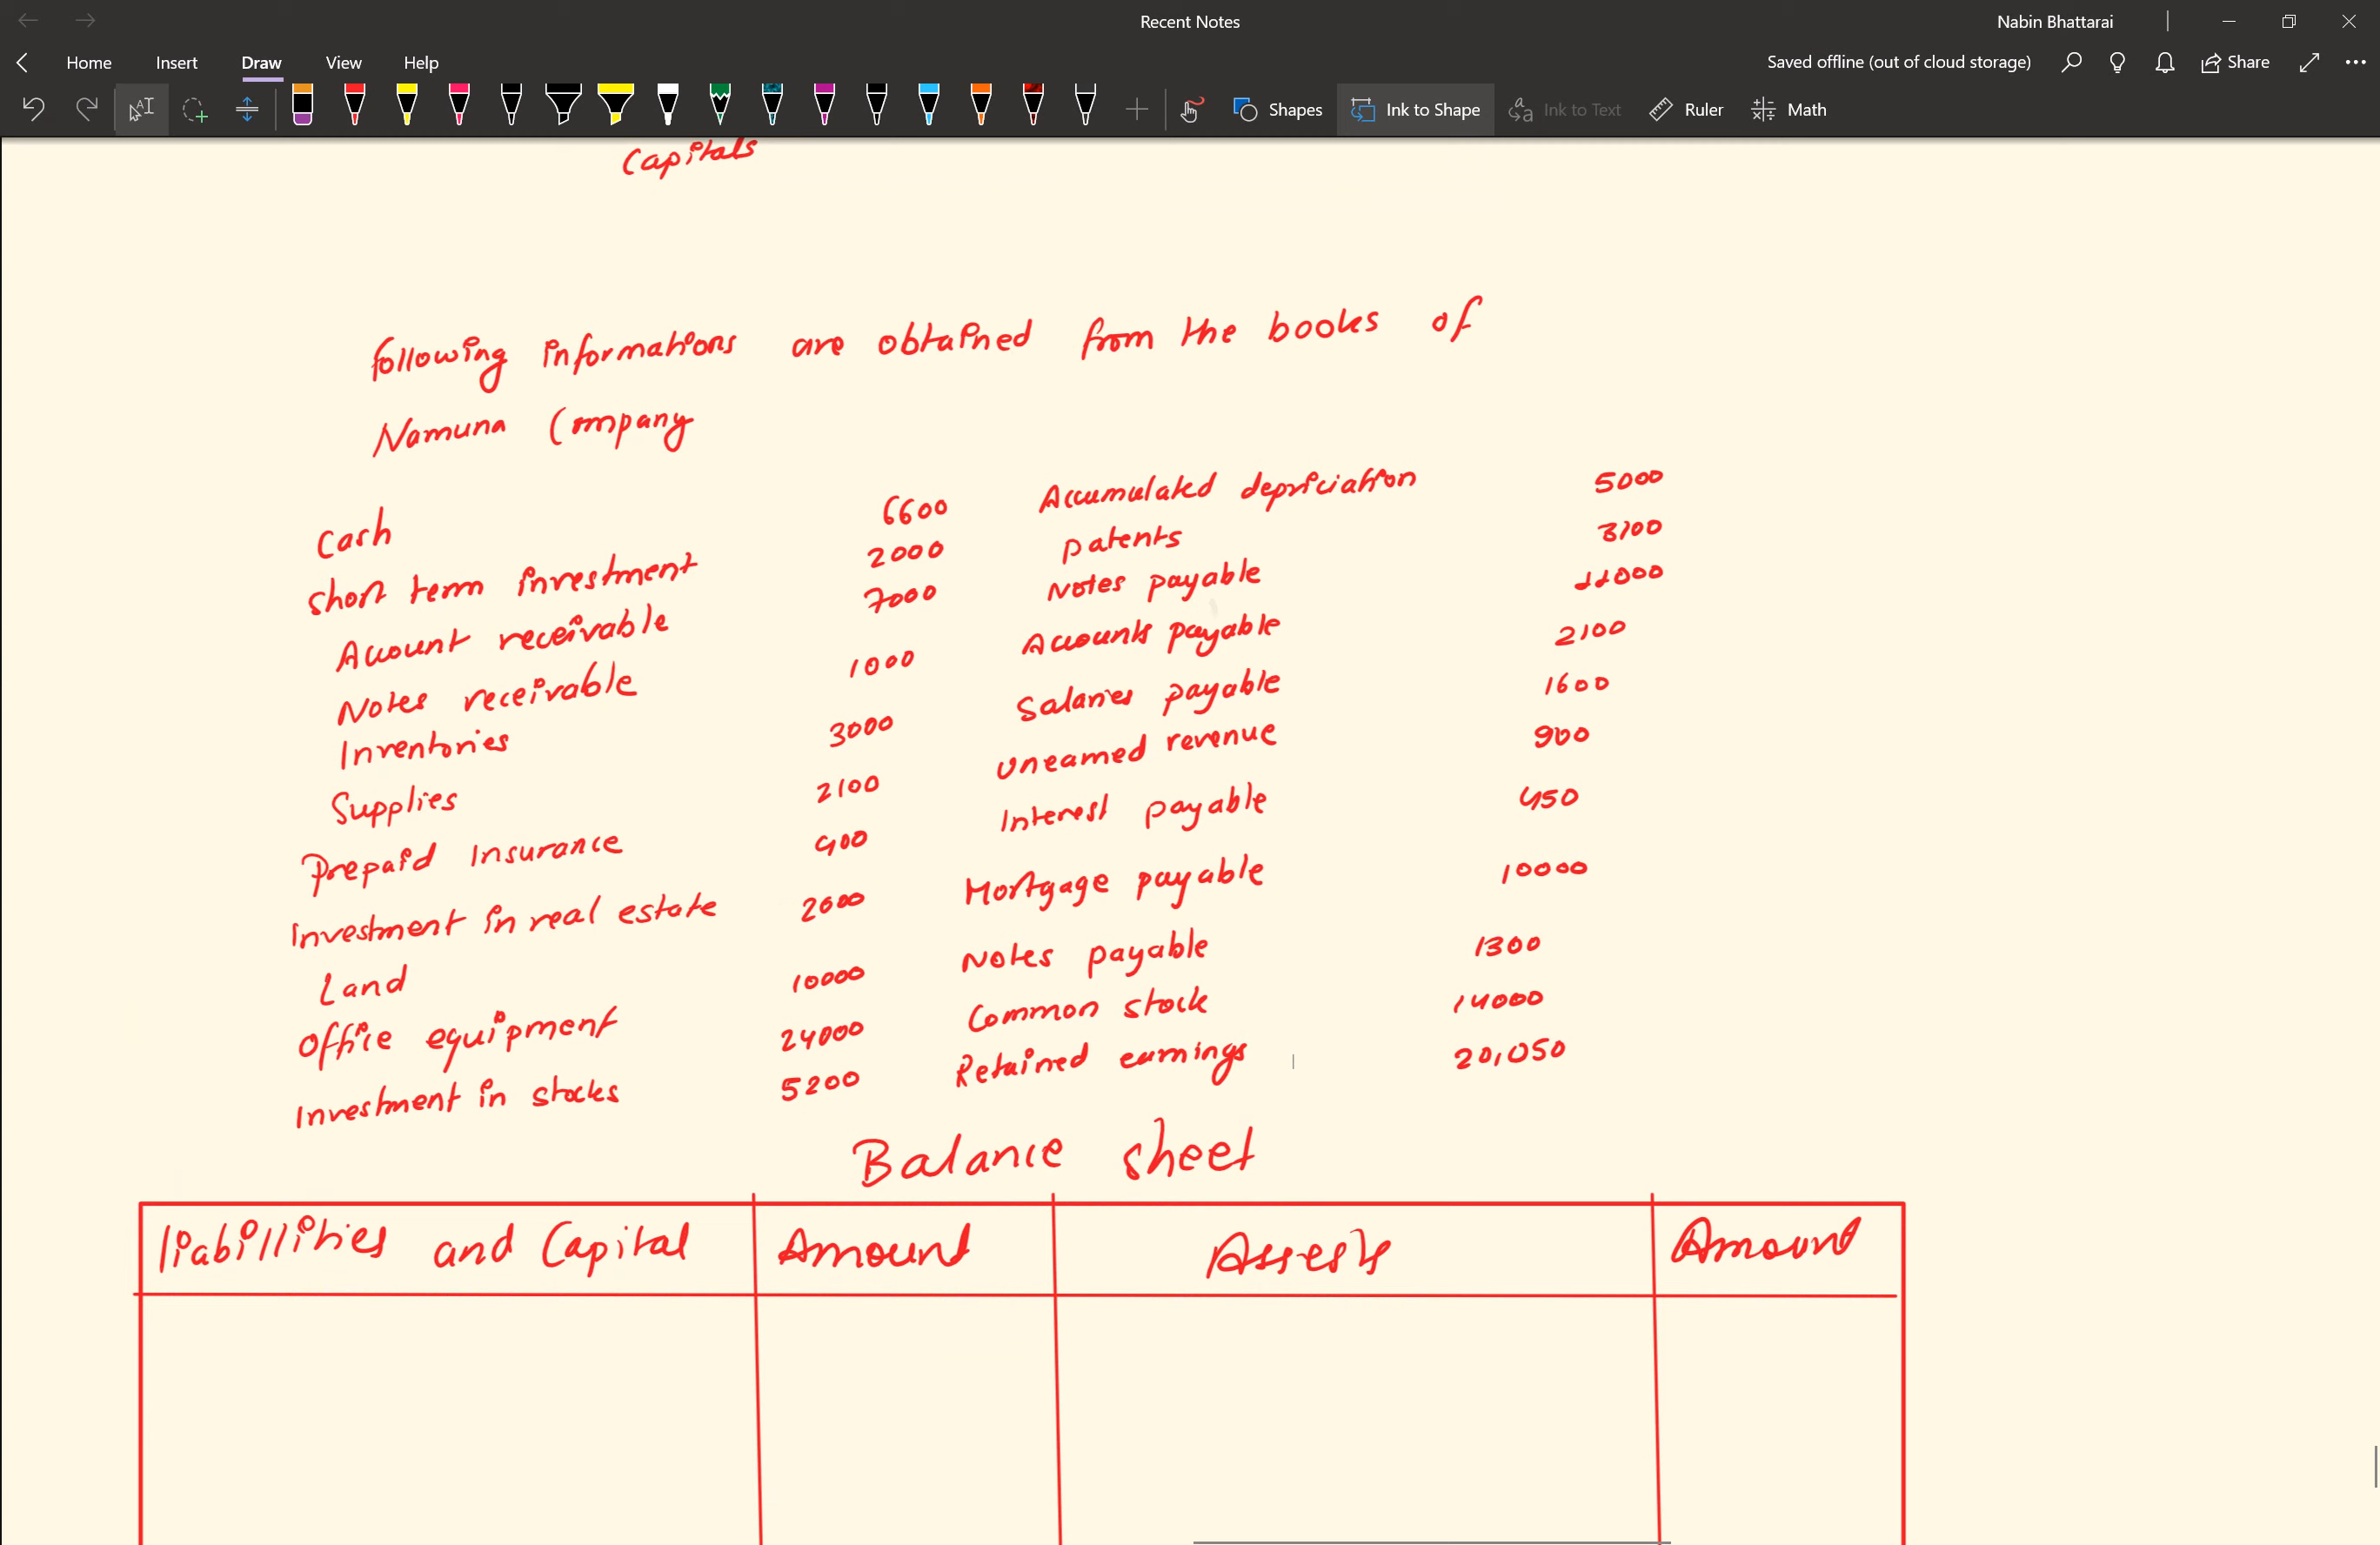 Recent Notes
Nabin Bhattarai
Home Insert Draw View Help
Saved offline (out of cloud storage)
Share
Shapes Ink to Shape Ink to Text Ruler Math
Capitals
following informations are obtained from the books of
Namuna Company
Cash 6600 Accumulated depriciation 5000
Short term investment 2000 patents 3100
Account receivable 7000 Notes payable 11000
Notes receivable 1000 Accounts payable 2100
Inventories 3000 Salaries payable 1600
Supplies 2100 unearned revenue 900
Prepaid Insurance 400 Interest payable 450
Investment in real estate 2000 Mortgage payable 10000
Land 10000 Notes payable 1300
Office equipment 24000 Common stock 14000
Investment in stocks 5200 Retained earnings 20,050
Balance sheet
liabillities and Capital Amount Assests Amount